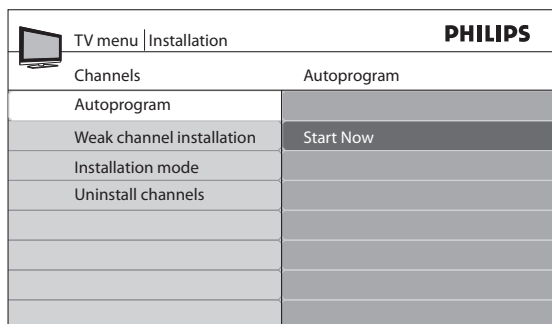 TV menu | Installation PHILIPS
Channels Autoprogram
Autoprogram
Weak channel installation Start Now
Installation mode
Uninstall channels